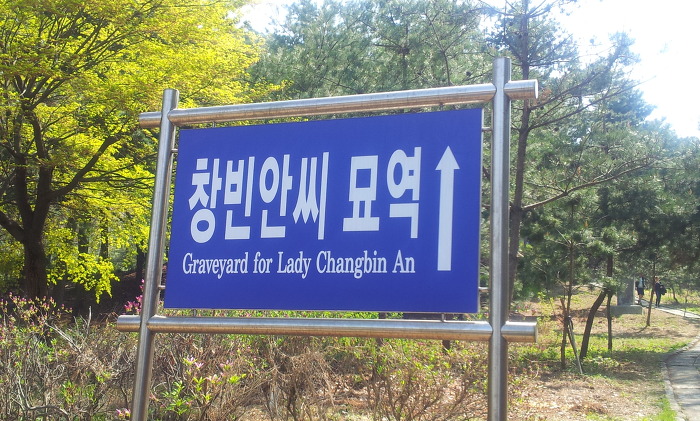 창빈안씨 묘역
Graveyard for Lady Changbin An